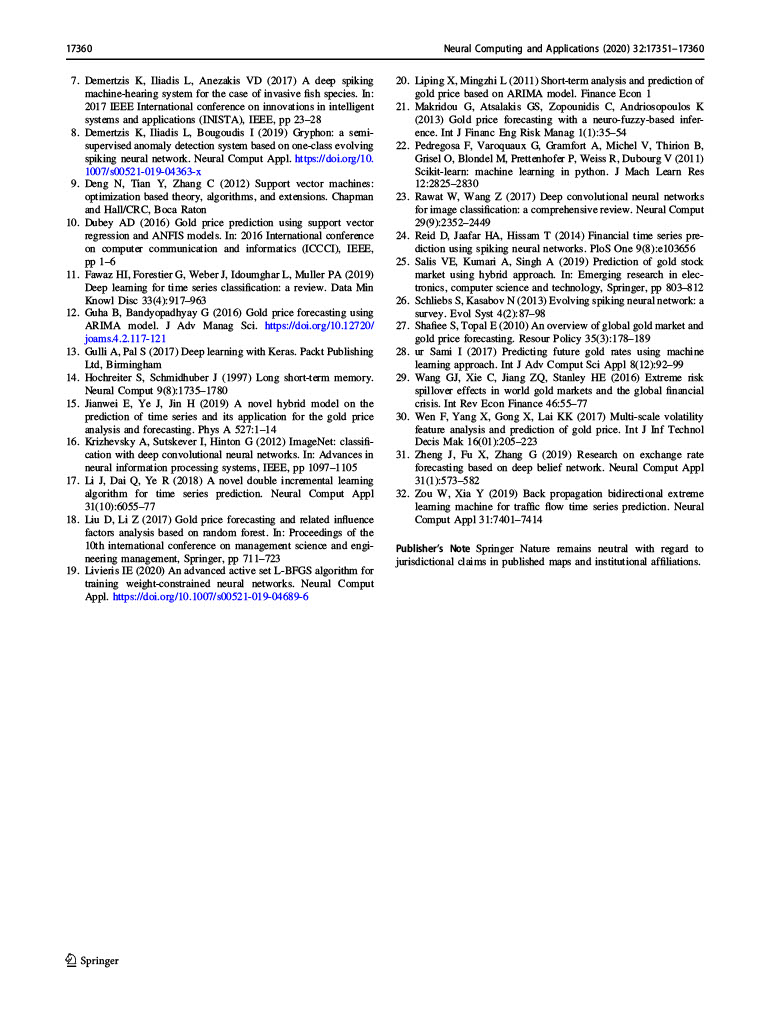 17360
Neural Computing and Applications (2020) 32:17351–17360
7. Demertzis K, Iliadis L, Anezakis VD (2017) A deep spiking
machine-hearing system for the case of invasive fish species. In:
2017 IEEE International conference on innovations in intelligent
systems and applications (INISTA), IEEE, pp 23–28
8. Demertzis K, Iliadis L, Bougoudis I (2019) Gryphon: a semi-
supervised anomaly detection system based on one-class evolving
spiking neural network. Neural Comput Appl. https://doi.org/10.
1007/s00521-019-04363-x
9. Deng N, Tian Y, Zhang C (2012) Support vector machines:
optimization based theory, algorithms, and extensions. Chapman
and Hall/CRC, Boca Raton
10. Dubey AD (2016) Gold price prediction using support vector
regression and ANFIS models. In: 2016 International conference
on computer communication and informatics (ICCCI), IEEE,
pp 1–6
11. Fawaz HI, Forestier G, Weber J, Idoumghar L, Muller PA (2019)
Deep learning for time series classification: a review. Data Min
Knowl Disc 33(4):917–963
12. Guha B, Bandyopadhyay G (2016) Gold price forecasting using
ARIMA model. J Adv Manag Sci. https://doi.org/10.12720/
joams.4.2.117-121
13. Gulli A, Pal S (2017) Deep learning with Keras. Packt Publishing
Ltd, Birmingham
14. Hochreiter S, Schmidhuber J (1997) Long short-term memory.
Neural Comput 9(8):1735–1780
15. Jianwei E, Ye J, Jin H (2019) A novel hybrid model on the
prediction of time series and its application for the gold price
analysis and forecasting. Phys A 527:1–14
16. Krizhevsky A, Sutskever I, Hinton G (2012) ImageNet: classifi-
cation with deep convolutional neural networks. In: Advances in
neural information processing systems, IEEE, pp 1097–1105
17. Li J, Dai Q, Ye R (2018) A novel double incremental learning
algorithm for time series prediction. Neural Comput Appl
31(10):6055–77
18. Liu D, Li Z (2017) Gold price forecasting and related influence
factors analysis based on random forest. In: Proceedings of the
10th international conference on management science and engi-
neering management, Springer, pp 711–723
19. Livieris IE (2020) An advanced active set L-BFGS algorithm for
training weight-constrained neural networks. Neural Comput
Appl. https://doi.org/10.1007/s00521-019-04689-6
20. Liping X, Mingzhi L (2011) Short-term analysis and prediction of
gold price based on ARIMA model. Finance Econ 1
21. Makridou G, Atsalakis GS, Zopounidis C, Andriosopoulos K
(2013) Gold price forecasting with a neuro-fuzzy-based infer-
ence. Int J Financ Eng Risk Manag 1(1):35–54
22. Pedregosa F, Varoquaux G, Gramfort A, Michel V, Thirion B,
Grisel O, Blondel M, Prettenhofer P, Weiss R, Dubourg V (2011)
Scikit-learn: machine learning in python. J Mach Learn Res
12:2825–2830
23. Rawat W, Wang Z (2017) Deep convolutional neural networks
for image classification: a comprehensive review. Neural Comput
29(9):2352–2449
24. Reid D, Jaafar HA, Hissam T (2014) Financial time series pre-
diction using spiking neural networks. PloS One 9(8):e103656
25. Salis VE, Kumari A, Singh A (2019) Prediction of gold stock
market using hybrid approach. In: Emerging research in elec-
tronics, computer science and technology, Springer, pp 803–812
26. Schliebs S, Kasabov N (2013) Evolving spiking neural network: a
survey. Evol Syst 4(2):87–98
27. Shafiee S, Topal E (2010) An overview of global gold market and
gold price forecasting. Resour Policy 35(3):178–189
28. ur Sami I (2017) Predicting future gold rates using machine
learning approach. Int J Adv Comput Sci Appl 8(12):92–99
29. Wang GJ, Xie C, Jiang ZQ, Stanley HE (2016) Extreme risk
spillover effects in world gold markets and the global financial
crisis. Int Rev Econ Finance 46:55–77
30. Wen F, Yang X, Gong X, Lai KK (2017) Multi-scale volatility
feature analysis and prediction of gold price. Int J Inf Technol
Decis Mak 16(01):205–223
31. Zheng J, Fu X, Zhang G (2019) Research on exchange rate
forecasting based on deep belief network. Neural Comput Appl
31(1):573–582
32. Zou W, Xia Y (2019) Back propagation bidirectional extreme
learning machine for traffic flow time series prediction. Neural
Comput Appl 31:7401–7414
Publisher's Note Springer Nature remains neutral with regard to
jurisdictional claims in published maps and institutional affiliations.
Springer